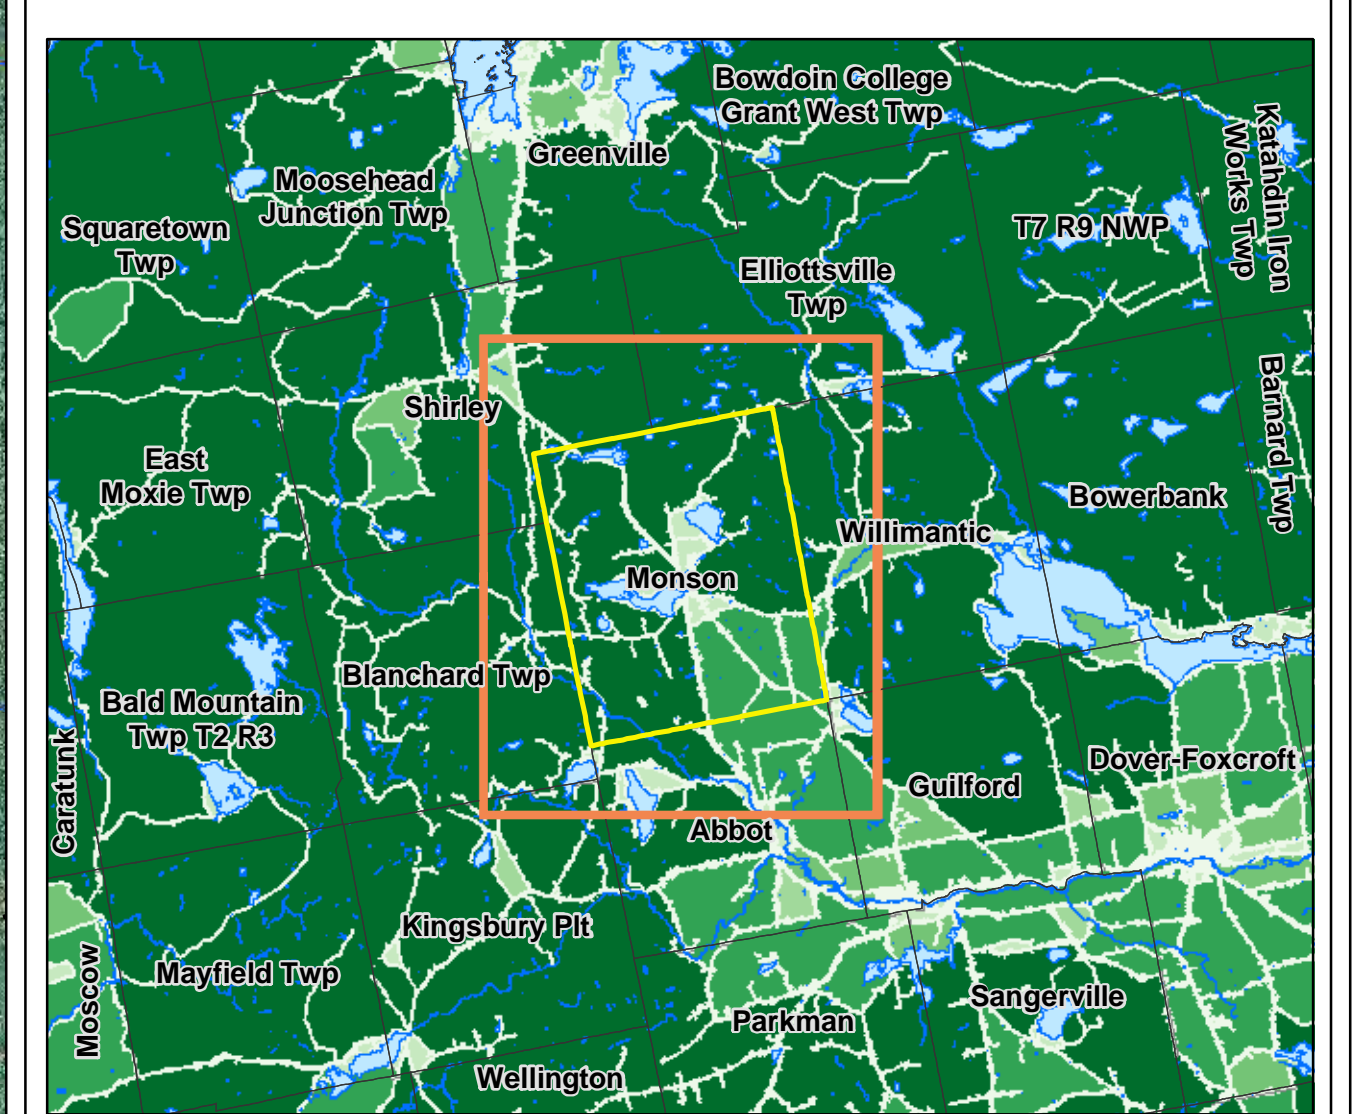 Bowdoin College
Grant West Twp
Katahdin Iron
Works Twp
Greenville
Moosehead
Junction Twp
Squaretown
Twp
T7 R9 NWP
Elliottsville
Twp
Barnard Twp
Shirley
East
Moxie Twp
Bowerbank
Willimantic
Monson
Blanchard Twp
Bald Mountain
Twp T2 R3
Caratunk
Dover-Foxcroft
Guilford
Abbot
Kingsbury Plt
Mayfield Twp
Moscow
Sangerville
Parkman
Wellington